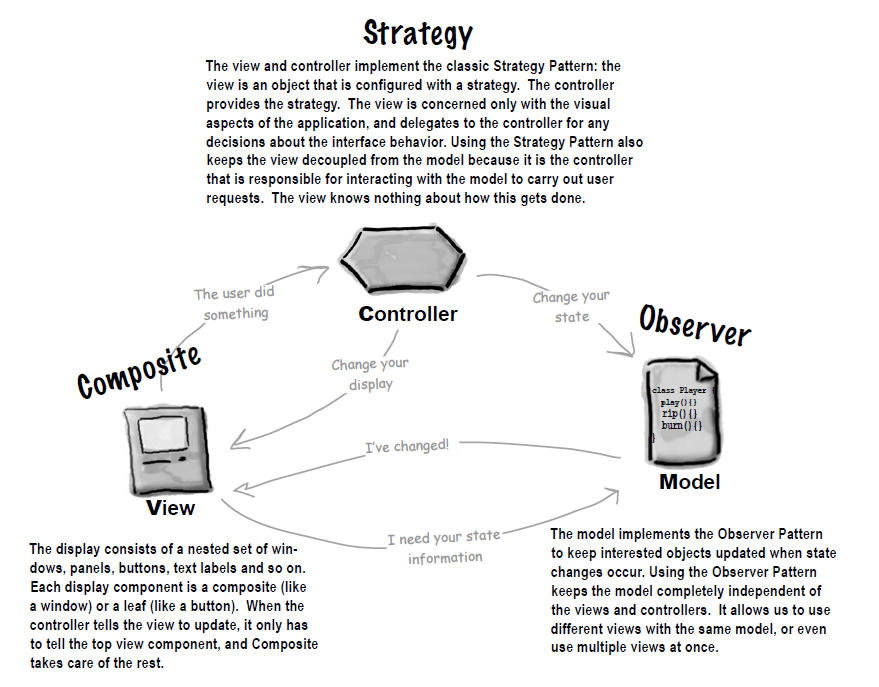 Strategy
The view and controller implement the classic Strategy Pattern: the
view is an object that is configured with a strategy. The controller
provides the strategy. The view is concerned only with the visual
aspects of the application, and delegates to the controller for any
decisions about the interface behavior. Using the Strategy Pattern also
keeps the view decoupled from the model because it is the controller
that is responsible for interacting with the model to carry out user
requests. The view knows nothing about how this gets done.
The user did
something
Controller
Change your
state
Observer
Composite
Change your
display
class Player {
play(){}
rip(){}
burn(){}
}
I've changed!
Model
View
I need your state
information
The display consists of a nested set of win-
dows, panels, buttons, text labels and so on.
Each display component is a composite (like
a window) or a leaf (like a button). When the
controller tells the view to update, it only has
to tell the top view component, and Composite
takes care of the rest.
The model implements the Observer Pattern
to keep interested objects updated when state
changes occur. Using the Observer Pattern
keeps the model completely independent of
the views and controllers. It allows us to use
different views with the same model, or even
use multiple views at once.